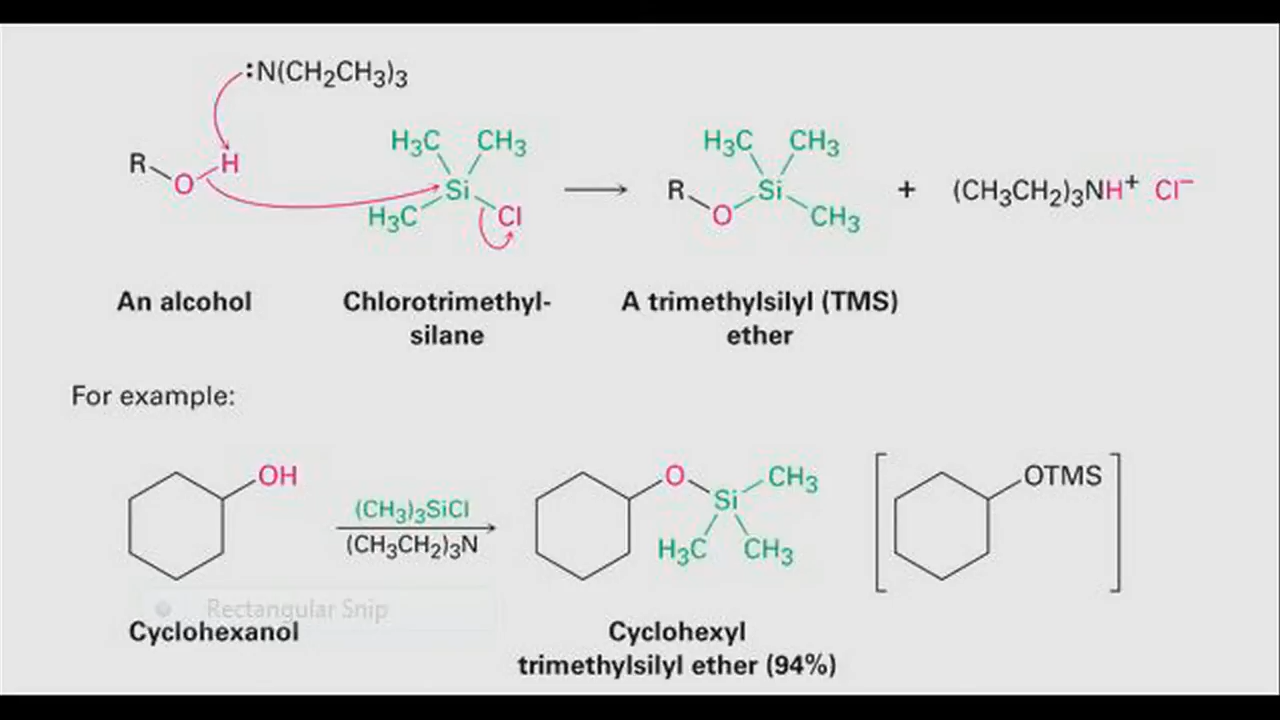 :N(CH₂CH₃)₃
H₃C CH₃ H₃C CH₃
R O H Si R O Si + (CH₃CH₂)₃NH⁺ Cl⁻
H₃C Cl CH₃
An alcohol Chlorotrimethyl- A trimethylsilyl (TMS)
silane ether
For example:
OH O CH₃ OTMS
(CH₃)₃SiCl Si
(CH₃CH₂)₃N H₃C CH₃
Rectangular Snip
Cyclohexanol Cyclohexyl
trimethylsilyl ether (94%)